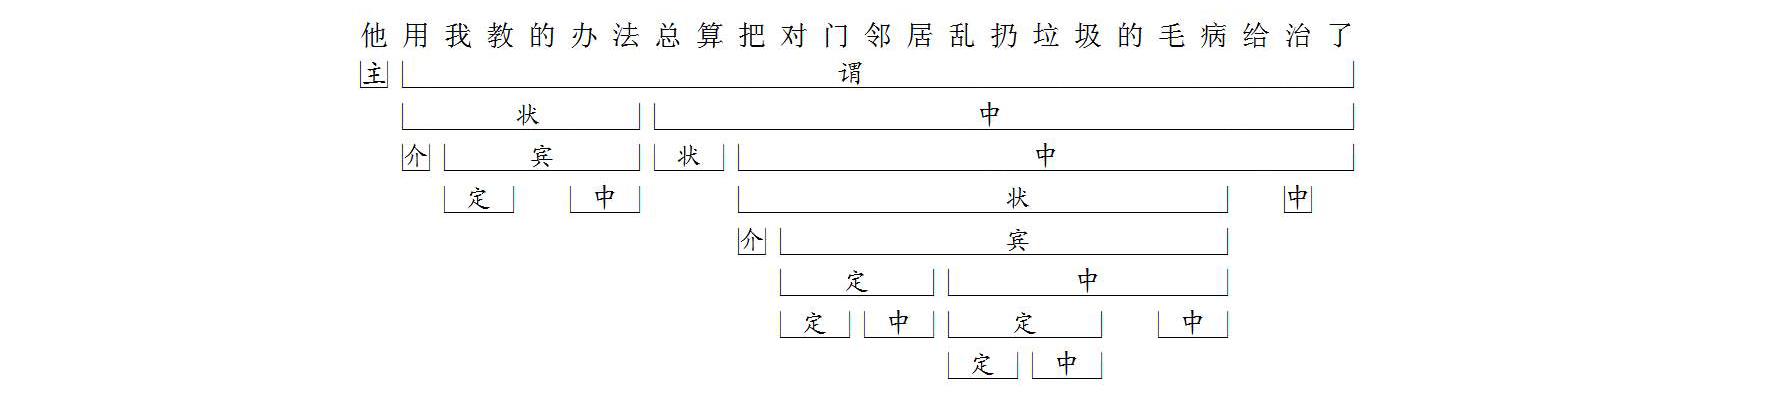 他用我教的办法总算把对门邻居乱扔垃圾的毛病给治了
主 谓
状 中
介 宾 状 中
定 中 状 中
介 宾
定 中
定 中 定 中
定 中